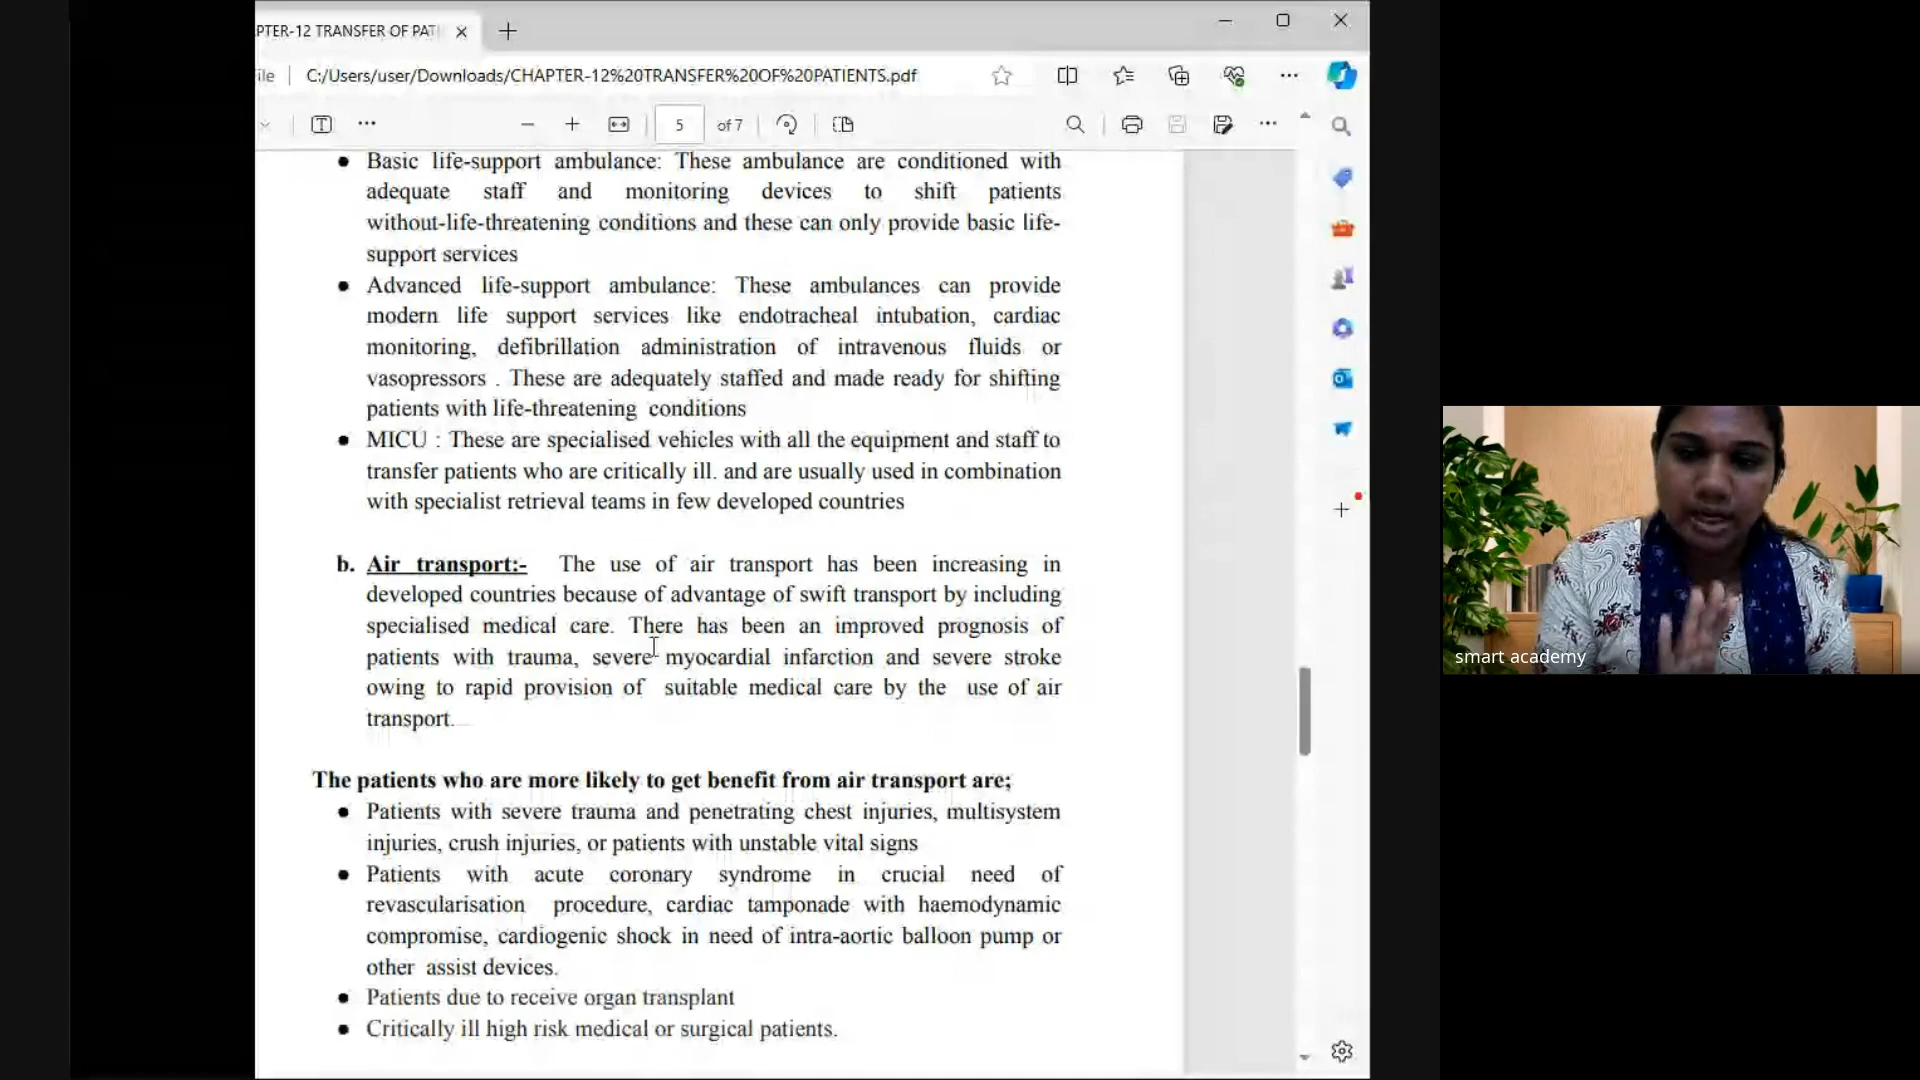 PTER-12 TRANSFER OF PATI
ile
C:/Users/user/Downloads/CHAPTER-12%20TRANSFER%20OF%20PATIENTS.pdf
5 of 7
● Basic life-support ambulance: These ambulance are conditioned with
adequate staff and monitoring devices to shift patients
without-life-threatening conditions and these can only provide basic life-
support services
● Advanced life-support ambulance: These ambulances can provide
modern life support services like endotracheal intubation, cardiac
monitoring, defibrillation administration of intravenous fluids or
vasopressors . These are adequately staffed and made ready for shifting
patients with life-threatening conditions
● MICU : These are specialised vehicles with all the equipment and staff to
transfer patients who are critically ill. and are usually used in combination
with specialist retrieval teams in few developed countries
b. Air transport:- The use of air transport has been increasing in
developed countries because of advantage of swift transport by including
specialised medical care. There has been an improved prognosis of
patients with trauma, severe myocardial infarction and severe stroke
owing to rapid provision of suitable medical care by the use of air
transport.
The patients who are more likely to get benefit from air transport are;
● Patients with severe trauma and penetrating chest injuries, multisystem
injuries, crush injuries, or patients with unstable vital signs
● Patients with acute coronary syndrome in crucial need of
revascularisation procedure, cardiac tamponade with haemodynamic
compromise, cardiogenic shock in need of intra-aortic balloon pump or
other assist devices.
● Patients due to receive organ transplant
● Critically ill high risk medical or surgical patients.
smart academy